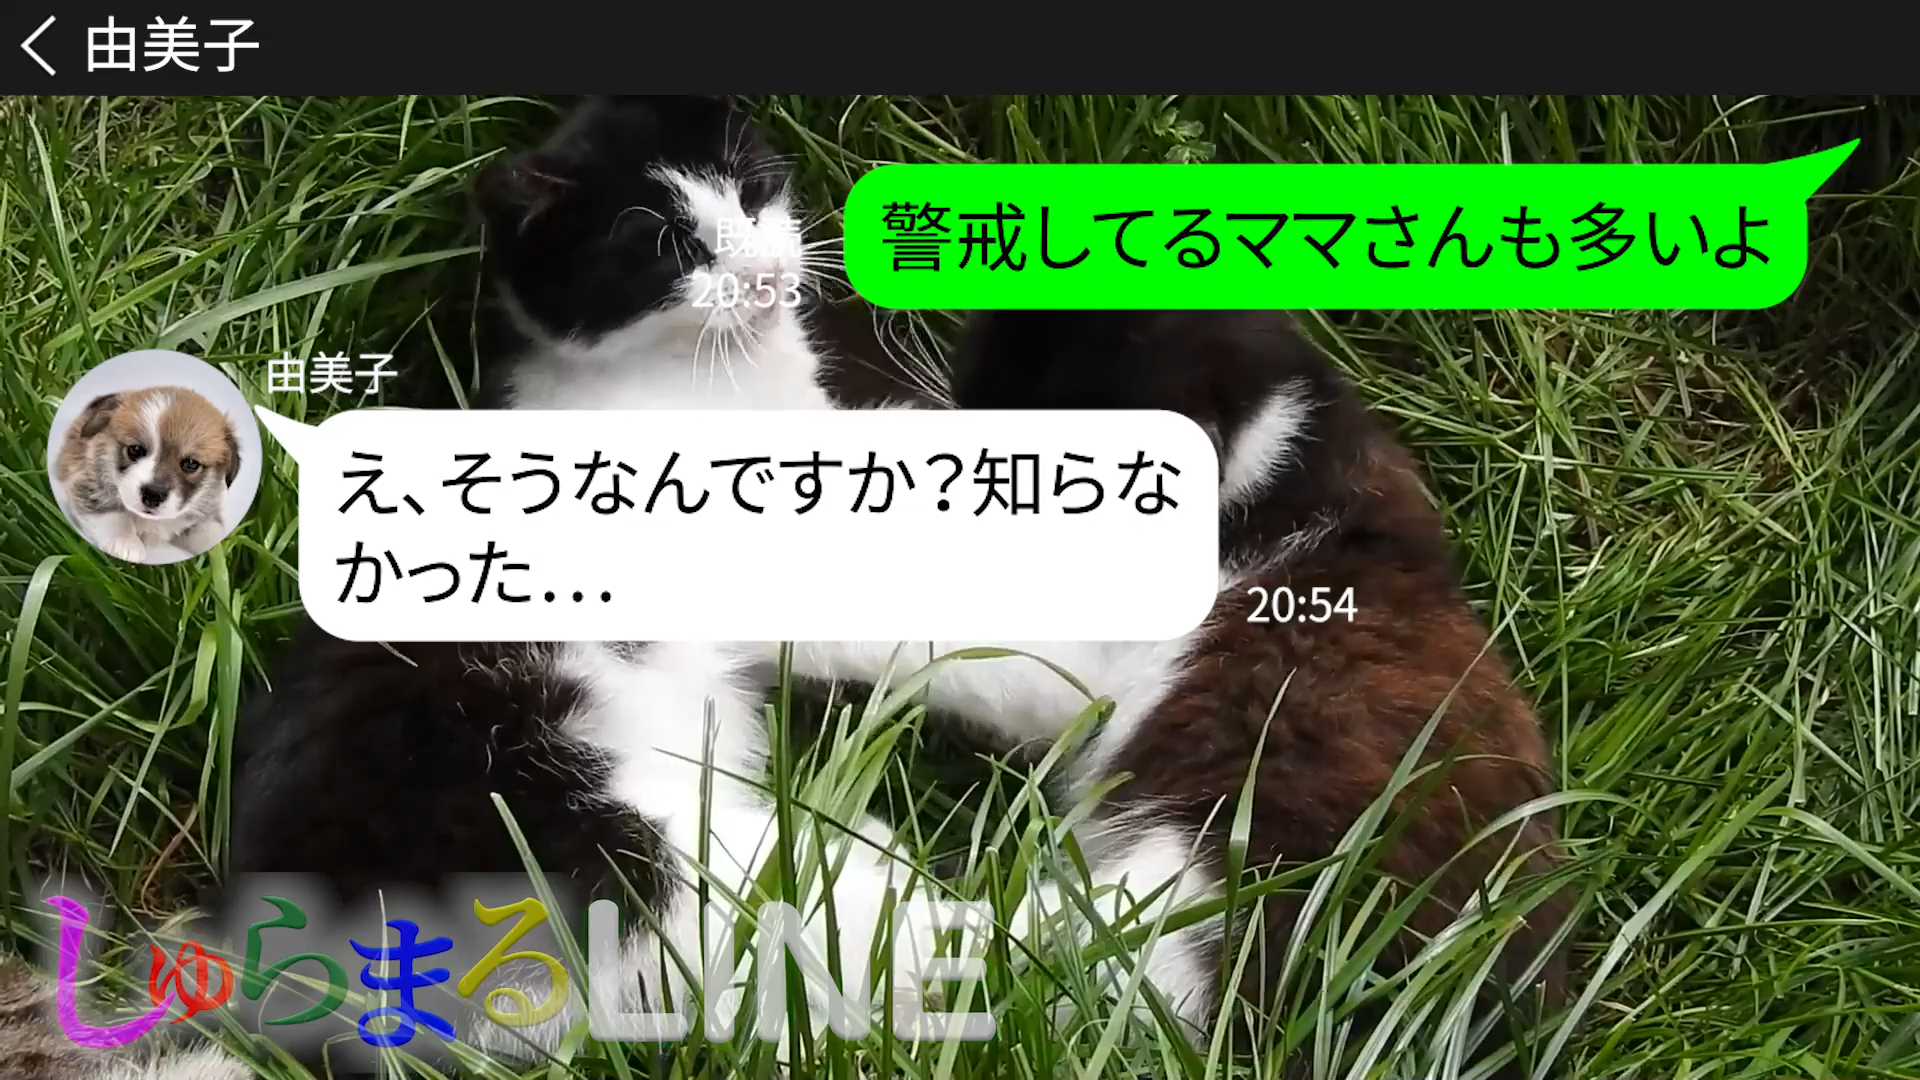 由美子
警戒してるママさんも多いよ
既読
20:53
由美子
え、そうなんですか？知らな
かった…
20:54
しゅらまるLINE